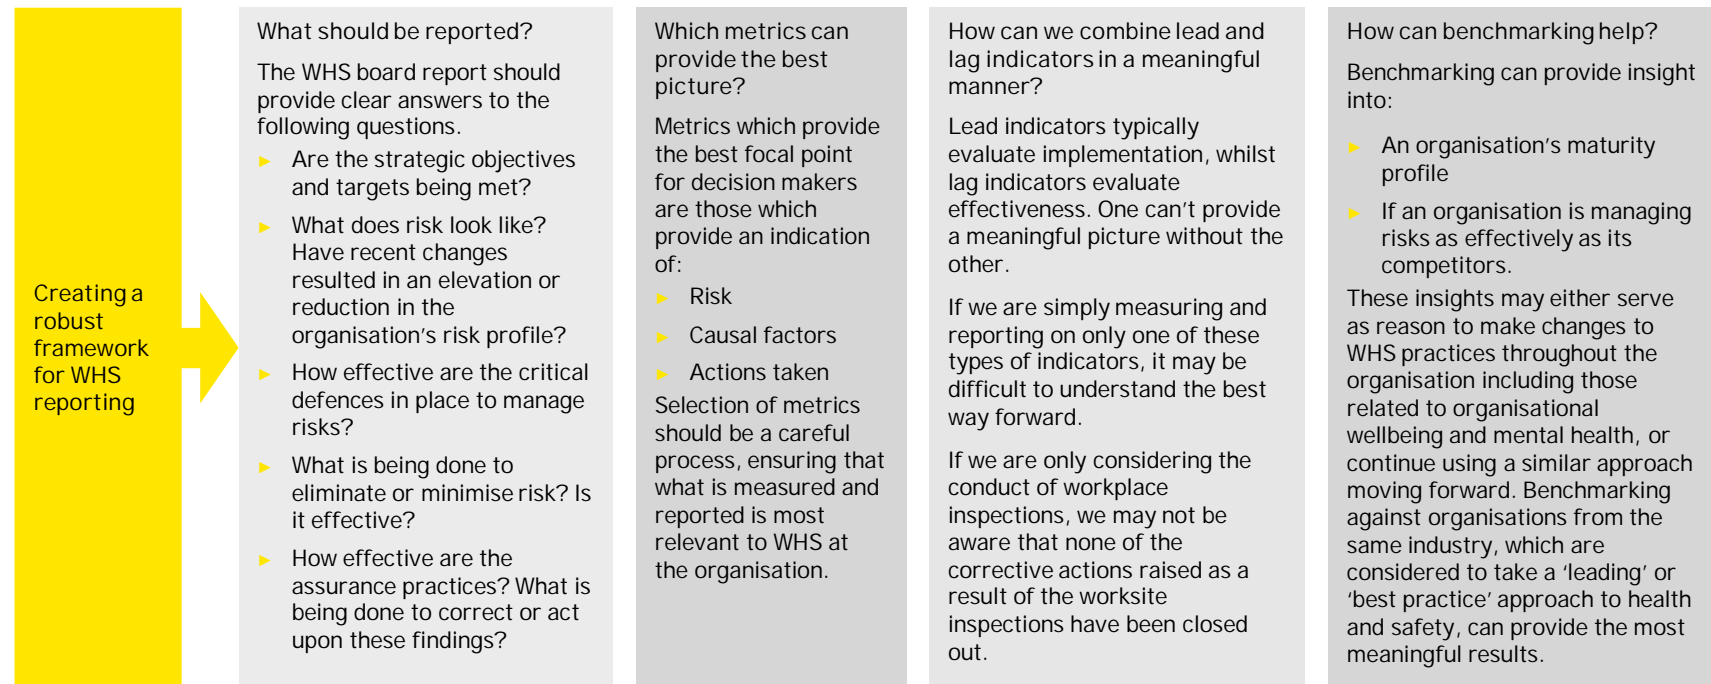 Creating a
robust
framework
for WHS
reporting
What should be reported?
The WHS board report should
provide clear answers to the
following questions.
► Are the strategic objectives
and targets being met?
► What does risk look like?
Have recent changes
resulted in an elevation or
reduction in the
organisation's risk profile?
► How effective are the critical
defences in place to manage
risks?
► What is being done to
eliminate or minimise risk? Is
it effective?
► How effective are the
assurance practices? What is
being done to correct or act
upon these findings?
Which metrics can
provide the best
picture?
Metrics which provide
the best focal point
for decision makers
are those which
provide an indication
of:
► Risk
► Causal factors
► Actions taken
Selection of metrics
should be a careful
process, ensuring that
what is measured and
reported is most
relevant to WHS at
the organisation.
How can we combine lead and
lag indicators in a meaningful
manner?
Lead indicators typically
evaluate implementation, whilst
lag indicators evaluate
effectiveness. One can't provide
a meaningful picture without the
other.
If we are simply measuring and
reporting on only one of these
types of indicators, it may be
difficult to understand the best
way forward.
If we are only considering the
conduct of workplace
inspections, we may not be
aware that none of the
corrective actions raised as a
result of the worksite
inspections have been closed
out.
How can benchmarking help?
Benchmarking can provide insight
into:
► An organisation's maturity
profile
► If an organisation is managing
risks as effectively as its
competitors.
These insights may either serve
as reason to make changes to
WHS practices throughout the
organisation including those
related to organisational
wellbeing and mental health, or
continue using a similar approach
moving forward. Benchmarking
against organisations from the
same industry, which are
considered to take a 'leading' or
'best practice' approach to health
and safety, can provide the most
meaningful results.